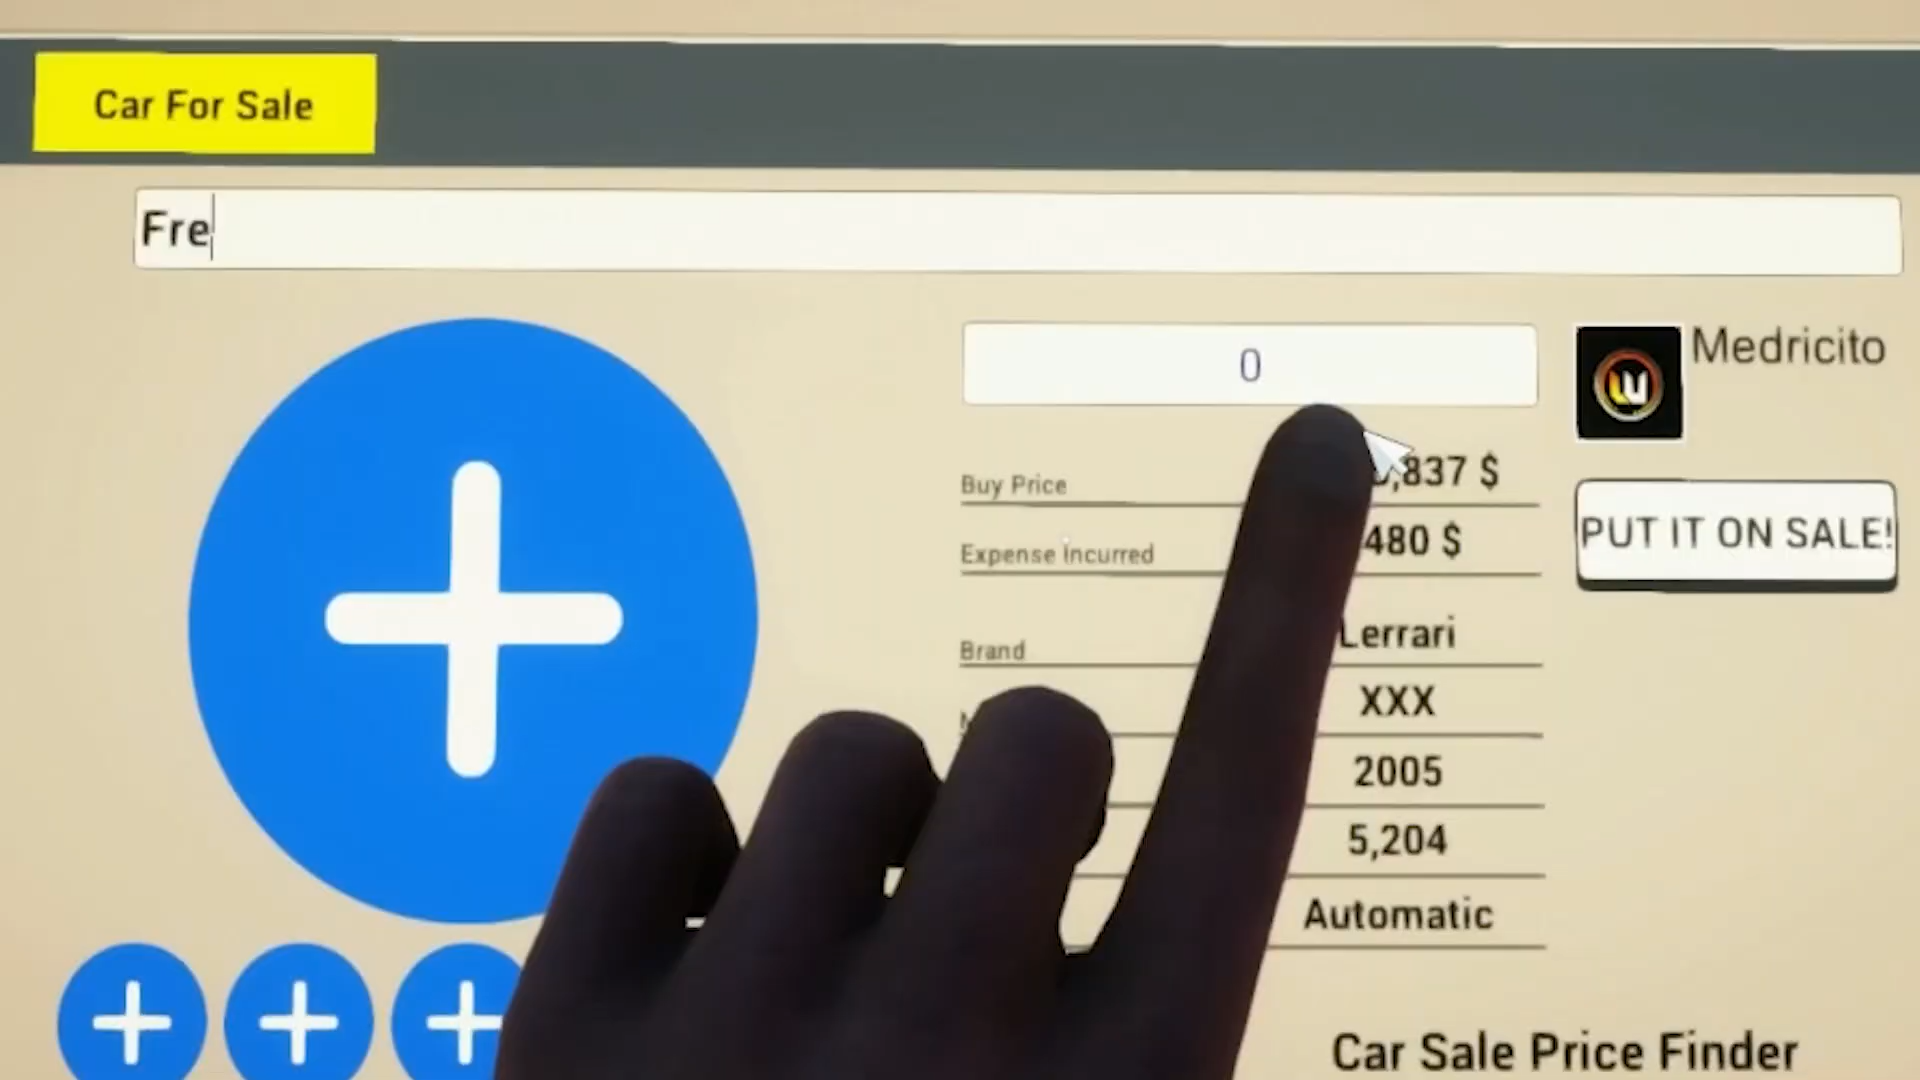 Car For Sale
Fre
0
Medricito
Buy Price
,837 $
Expense Incurred
480 $
PUT IT ON SALE!
Brand
Lerrari
XXX
2005
5,204
Automatic
Car Sale Price Finder